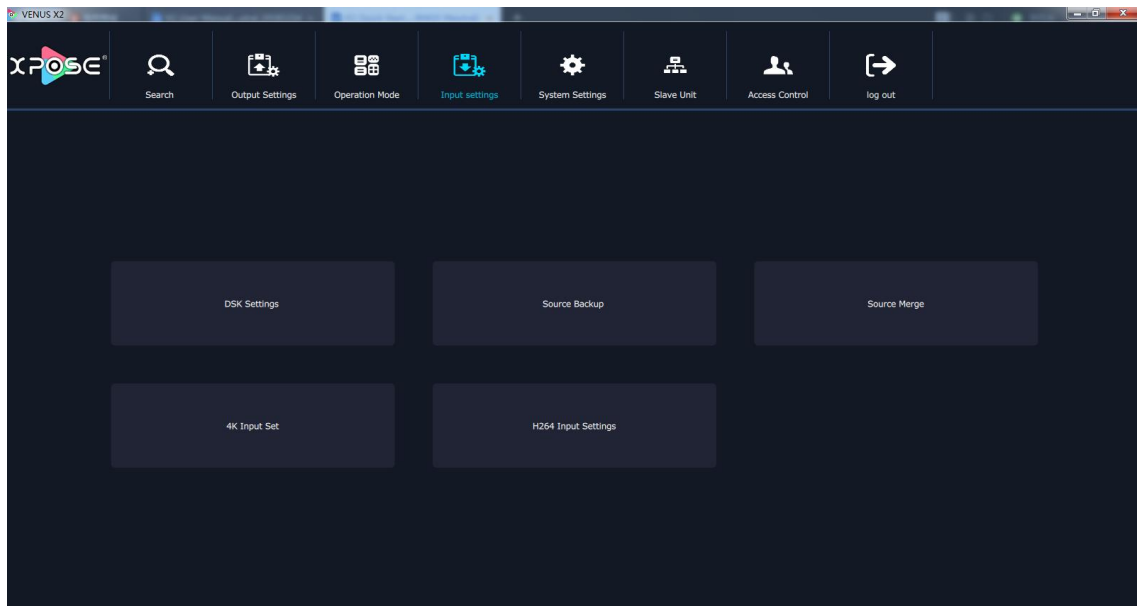 VENUS X2
XPOSE®
Search
Output Settings
Operation Mode
Input settings
System Settings
Slave Unit
Access Control
log out
DSK Settings
Source Backup
Source Merge
4K Input Set
H264 Input Settings